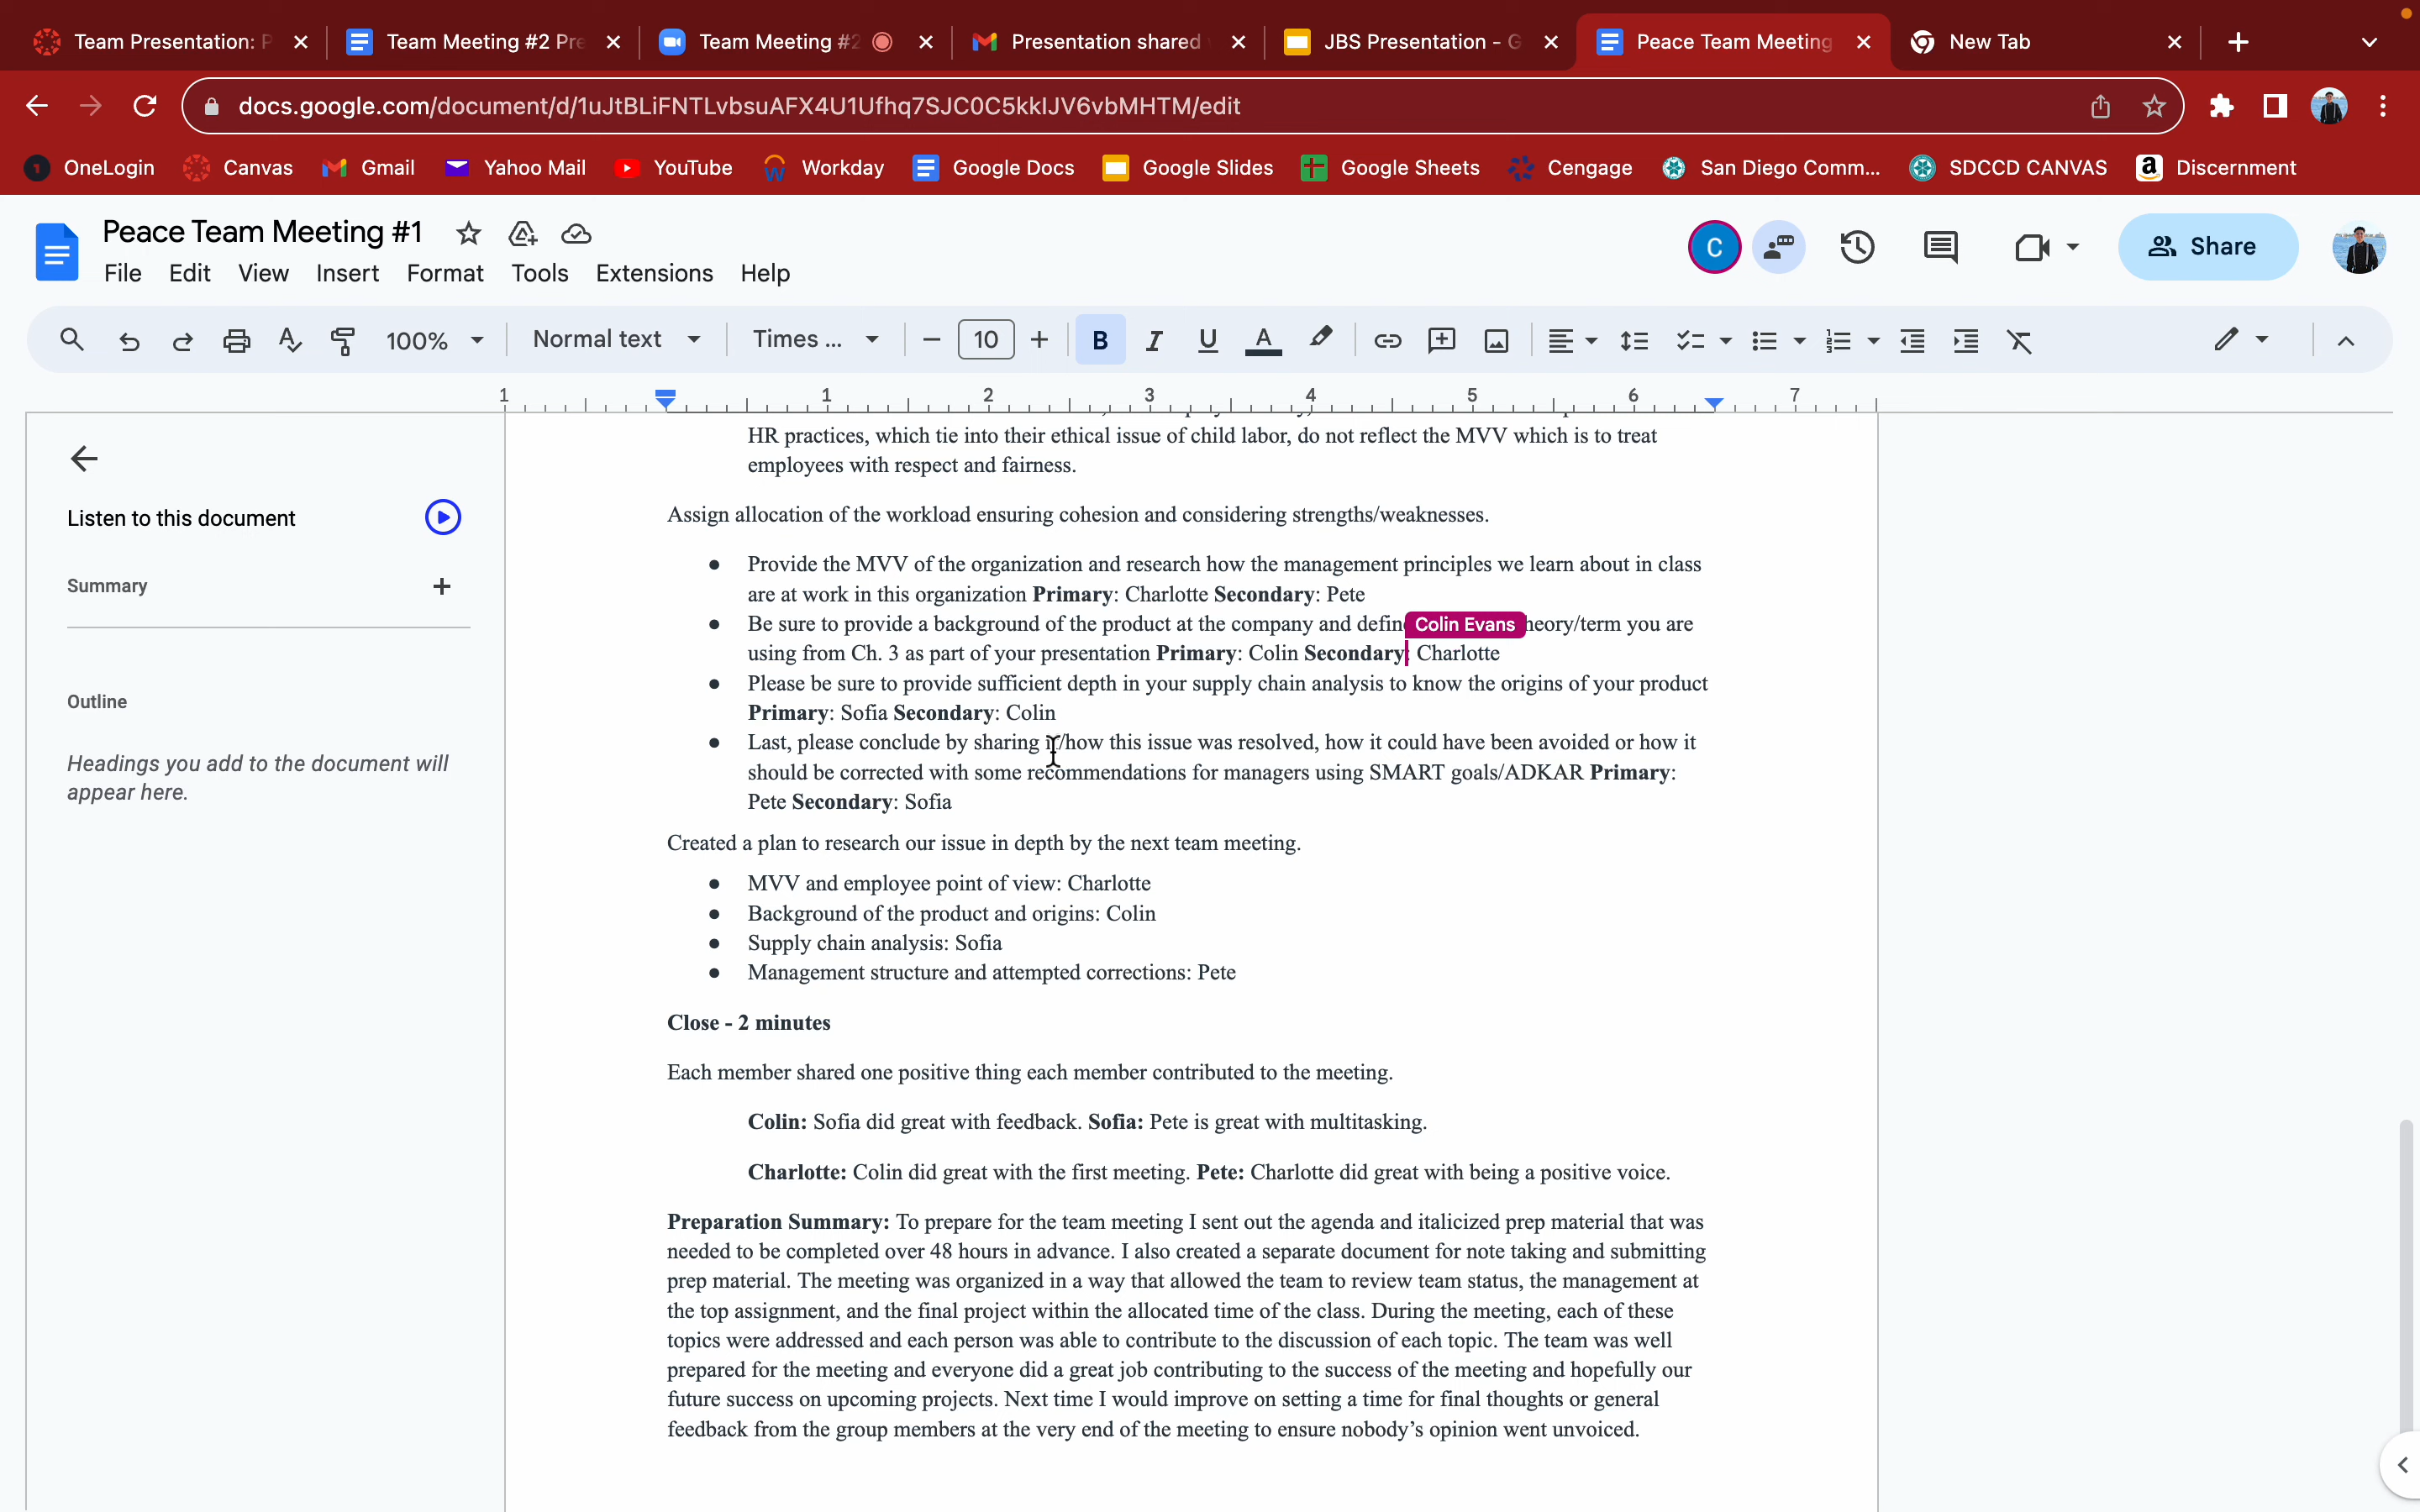 Team Presentation: P
Team Meeting #2 Pre
Team Meeting #2
Presentation shared
JBS Presentation - G
Peace Team Meeting
New Tab
docs.google.com/document/d/1uJtBLiFNTLvbsuAFX4U1Ufhq7SJC0C5kkIJV6vbMHTM/edit
OneLogin Canvas Gmail Yahoo Mail YouTube Workday Google Docs Google Slides Google Sheets Cengage San Diego Comm... SDCCD CANVAS Discernment
Peace Team Meeting #1
C
Share
File Edit View Insert Format Tools Extensions Help
100% Normal text Times ... 10 B I U A
1 1 2 3 4 5 6 7
Listen to this document
Summary
Outline
Headings you add to the document will
appear here.
HR practices, which tie into their ethical issue of child labor, do not reflect the MVV which is to treat
employees with respect and fairness.
Assign allocation of the workload ensuring cohesion and considering strengths/weaknesses.
● Provide the MVV of the organization and research how the management principles we learn about in class
are at work in this organization Primary: Charlotte Secondary: Pete
● Be sure to provide a background of the product at the company and defin Colin Evans heory/term you are
using from Ch. 3 as part of your presentation Primary: Colin Secondary: Charlotte
● Please be sure to provide sufficient depth in your supply chain analysis to know the origins of your product
Primary: Sofia Secondary: Colin
● Last, please conclude by sharing if/how this issue was resolved, how it could have been avoided or how it
should be corrected with some recommendations for managers using SMART goals/ADKAR Primary:
Pete Secondary: Sofia
Created a plan to research our issue in depth by the next team meeting.
● MVV and employee point of view: Charlotte
● Background of the product and origins: Colin
● Supply chain analysis: Sofia
● Management structure and attempted corrections: Pete
Close - 2 minutes
Each member shared one positive thing each member contributed to the meeting.
Colin: Sofia did great with feedback. Sofia: Pete is great with multitasking.
Charlotte: Colin did great with the first meeting. Pete: Charlotte did great with being a positive voice.
Preparation Summary: To prepare for the team meeting I sent out the agenda and italicized prep material that was
needed to be completed over 48 hours in advance. I also created a separate document for note taking and submitting
prep material. The meeting was organized in a way that allowed the team to review team status, the management at
the top assignment, and the final project within the allocated time of the class. During the meeting, each of these
topics were addressed and each person was able to contribute to the discussion of each topic. The team was well
prepared for the meeting and everyone did a great job contributing to the success of the meeting and hopefully our
future success on upcoming projects. Next time I would improve on setting a time for final thoughts or general
feedback from the group members at the very end of the meeting to ensure nobody's opinion went unvoiced.